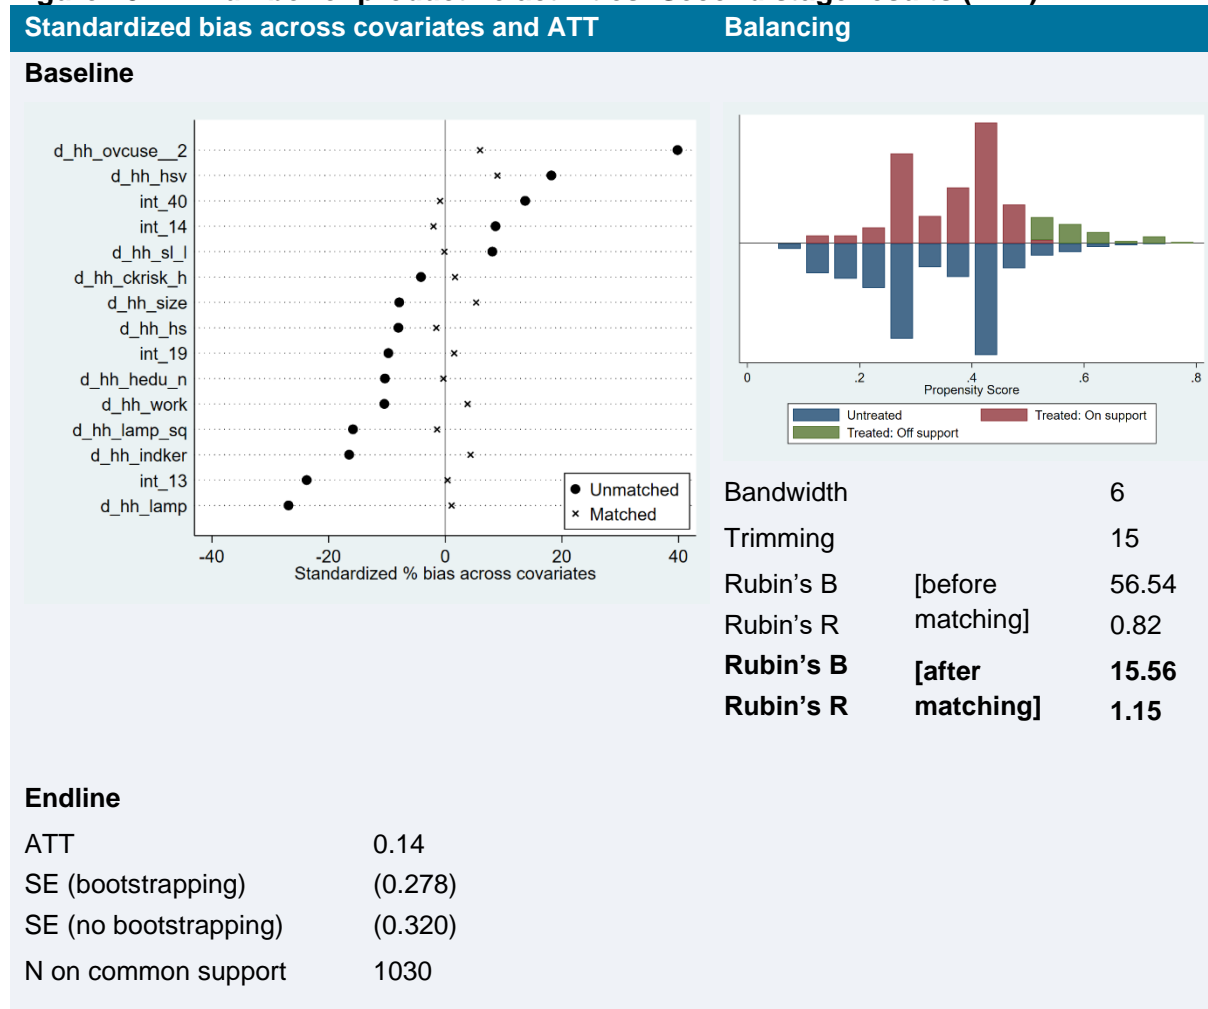 Standardized bias across covariates and ATT
Balancing
Baseline
d_hh_ovcuse__2
d_hh_hsv
int_40
int_14
d_hh_sl_l
d_hh_ckrisk_h
d_hh_size
d_hh_hs
int_19
d_hh_hedu_n
d_hh_work
d_hh_lamp_sq
d_hh_indker
int_13
d_hh_lamp
Unmatched
Matched
-40 -20 0 20 40
Standardized % bias across covariates
0 .2 .4 .6 .8
Propensity Score
Untreated Treated: On support
Treated: Off support
Bandwidth 6
Trimming 15
Rubin’s B [before 56.54
Rubin’s R matching] 0.82
Rubin’s B [after 15.56
Rubin’s R matching] 1.15
Endline
ATT 0.14
SE (bootstrapping) (0.278)
SE (no bootstrapping) (0.320)
N on common support 1030